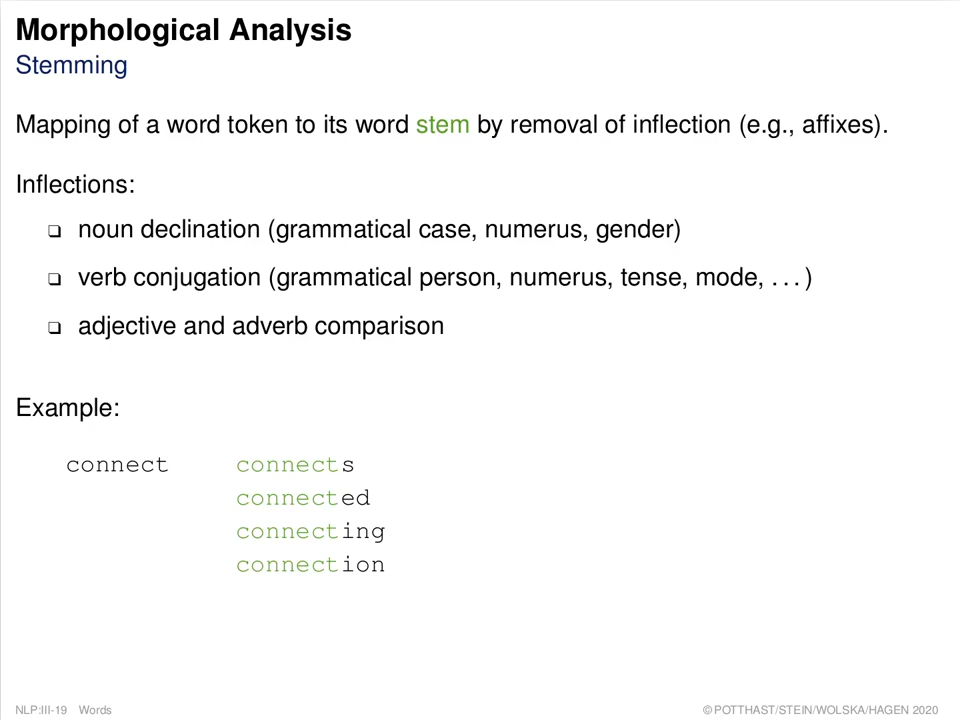 Morphological Analysis
Stemming
Mapping of a word token to its word stem by removal of inflection (e.g., affixes).
Inflections:
❑ noun declination (grammatical case, numerus, gender)
❑ verb conjugation (grammatical person, numerus, tense, mode, . . . )
❑ adjective and adverb comparison
Example:
connect connects
connected
connecting
connection
NLP:III-19 Words © POTTHAST/STEIN/WOLSKA/HAGEN 2020